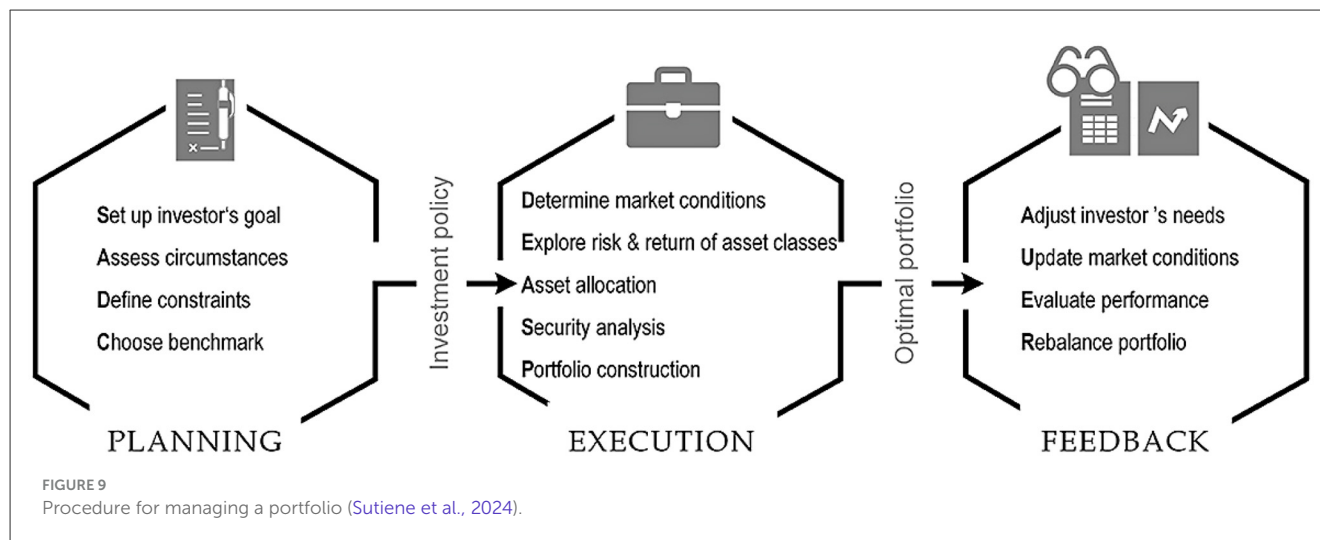 Set up investor‘s goal
Assess circumstances
Define constraints
Choose benchmark
PLANNING
Investment policy
Determine market conditions
Explore risk & return of asset classes
Asset allocation
Security analysis
Portfolio construction
EXECUTION
Optimal portfolio
Adjust investor ’s needs
Update market conditions
Evaluate performance
Rebalance portfolio
FEEDBACK
FIGURE 9
Procedure for managing a portfolio (Sutiene et al., 2024).